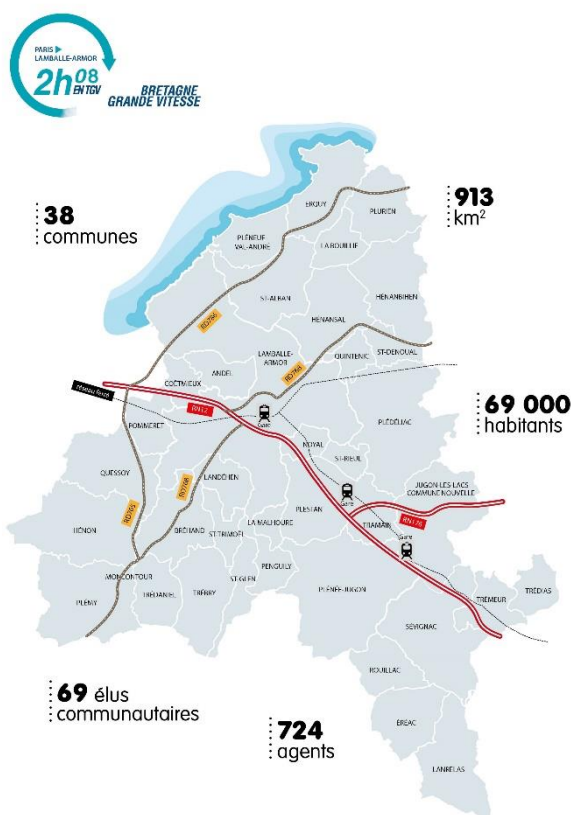 PARIS
LAMBALLE-ARMOR
2h08
EN TGV
BRETAGNE
GRANDE VITESSE
38
communes
913
km²
ERQUY
PLURIEN
PLÉNEUF
VAL-ANDRÉ
LA BOUILLIE
ST-ALBAN
HÉNANBIHEN
HÉNANSAL
RD786
LAMBALLE-
ARMOR
QUINTENIC
ST-DENOUAL
RD768
ANDEL
COËTMIEUX
réseau ferré
RN12
69 000
habitants
PLÉDÉLIAC
Gare
POMMERET
NOYAL
ST-RIEUL
QUESSOY
LANDÉHEN
RD768
RD765
JUGON-LES-LACS
COMMUNE NOUVELLE
Gare
PLESTAN
RN176
TRAMAIN
HÉNON
BRÉHAND
ST-TRIMOËL
LA MALHOURE
Gare
PENGUILY
MONCONTOUR
ST-GLEN
TRÉDANIEL
TRÉBRY
PLÉMY
PLÉNÉE-JUGON
TRÉMEUR
TRÉDIAS
SÉVIGNAC
ROUILLAC
ÉRÉAC
LANRELAS
69 élus
communautaires
724
agents